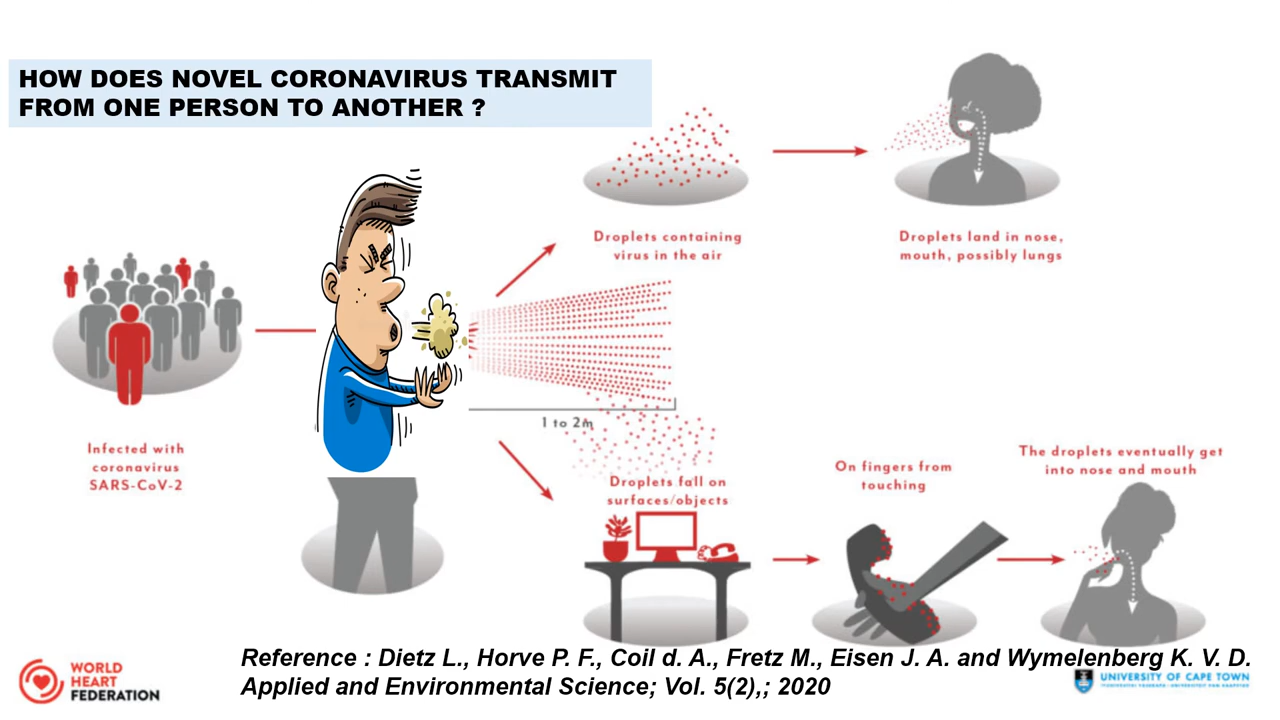 HOW DOES NOVEL CORONAVIRUS TRANSMIT
FROM ONE PERSON TO ANOTHER ?
Droplets containing
virus in the air
Droplets land in nose,
mouth, possibly lungs
Infected with
coronavirus
SARS-CoV-2
1 to 2m
Droplets fall on
surfaces/objects
On fingers from
touching
The droplets eventually get
into nose and mouth
WORLD
HEART
FEDERATION
Reference : Dietz L., Horve P. F., Coil d. A., Fretz M., Eisen J. A. and Wymelenberg K. V. D.
Applied and Environmental Science; Vol. 5(2),; 2020
UNIVERSITY OF CAPE TOWN